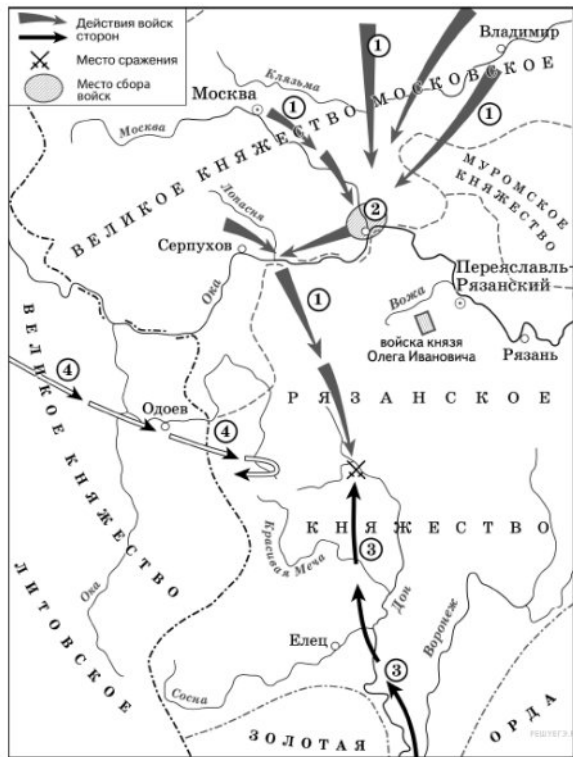 Действия войск
сторон
Место сражения
Место сбора
войск
Владимир
Клязьма
Москва
Москва
ВЕЛИКОЕ КНЯЖЕСТВО МОСКОВСКОЕ
МУРОМСКОЕ
КНЯЖЕСТВО
1
1
1
2
Лопасня
Серпухов
Ока
1
Переяславль-
Рязанский
Вожа
войска князя
Олега Ивановича
Рязань
4
Одоев
4
РЯЗАНСКОЕ
КНЯЖЕСТВО
ВЕЛИКОЕ КНЯЖЕСТВО
ЛИТОВСКОЕ
Красивая Меча
3
Дон
Воронеж
Ока
Елец
3
Сосна
ЗОЛОТАЯ
ОРДА